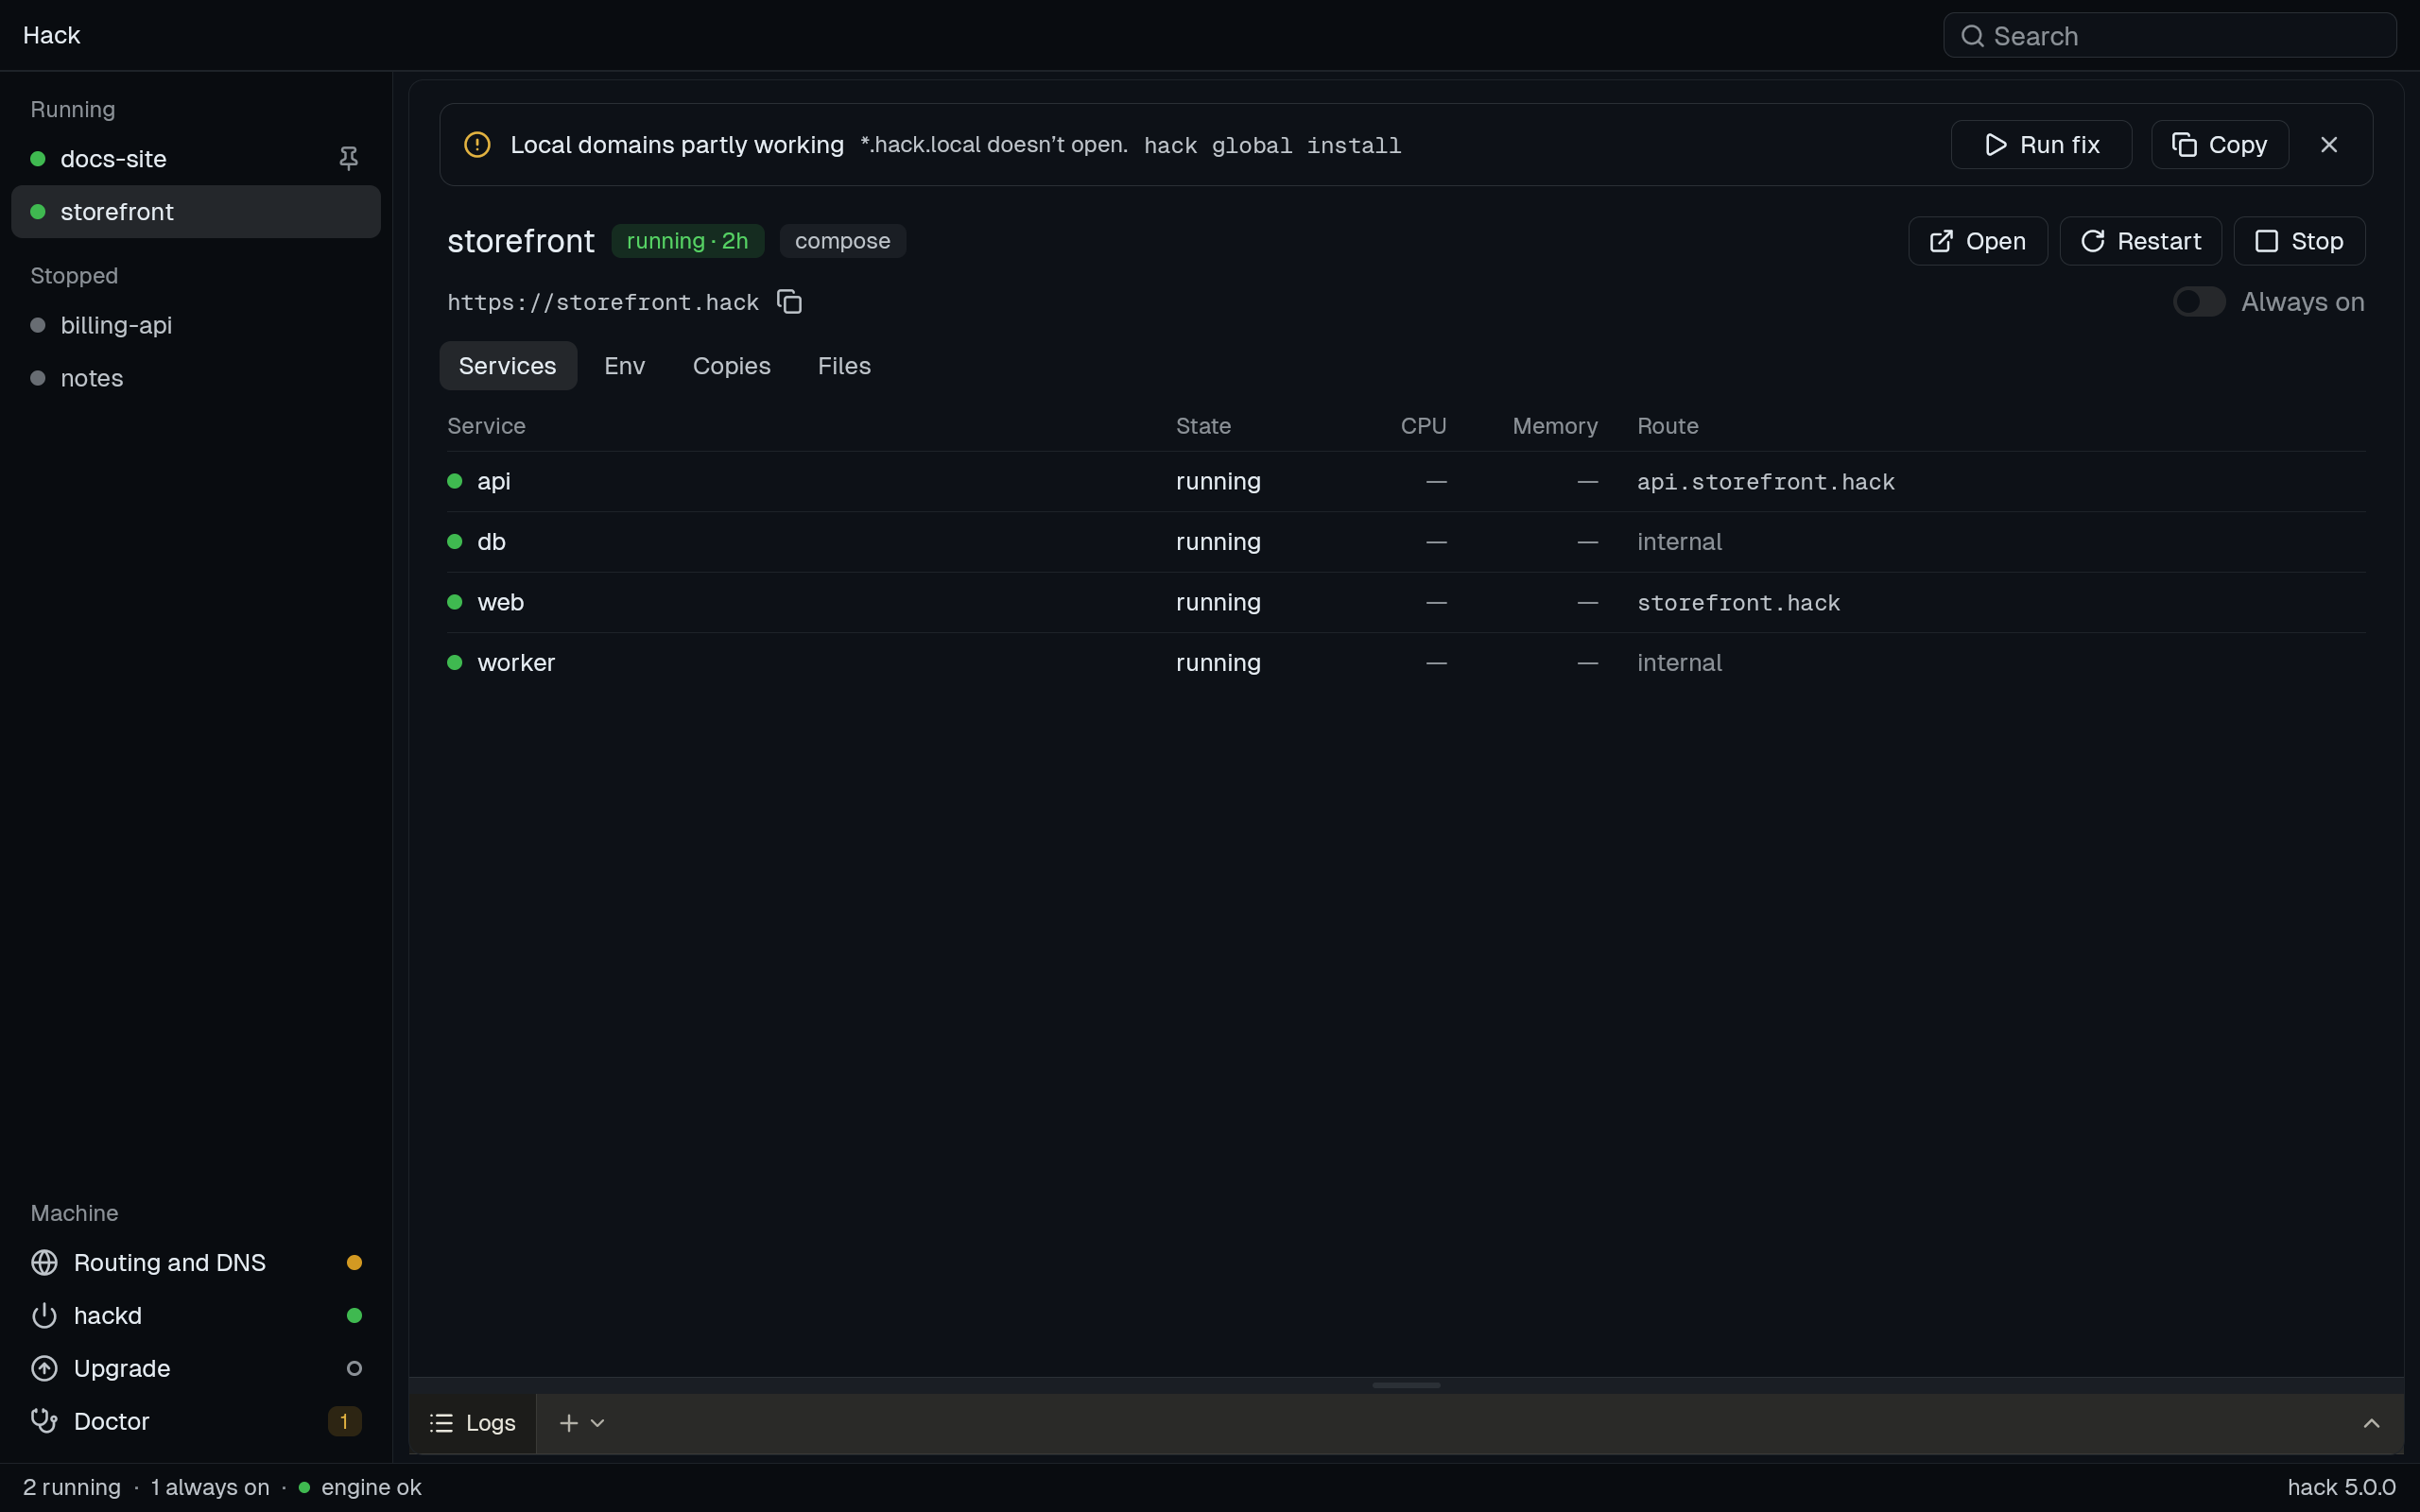 Hack
Search
Running
docs-site
storefront
Stopped
billing-api
notes
Local domains partly working *.hack.local doesn’t open. hack global install
Run fix
Copy
storefront running · 2h compose
Open
Restart
Stop
https://storefront.hack
Always on
Services Env Copies Files
Service State CPU Memory Route
api running — — api.storefront.hack
db running — — internal
web running — — storefront.hack
worker running — — internal
Machine
Routing and DNS
hackd
Upgrade
Doctor 1
Logs
2 running · 1 always on · engine ok
hack 5.0.0